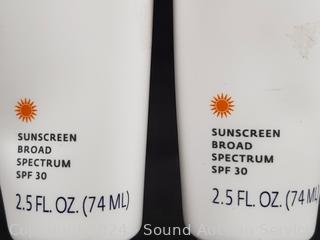 SUNSCREEN
BROAD
SPECTRUM
SPF 30
2.5 FL. OZ. (74 ML)
SUNSCREEN
BROAD
SPECTRUM
SPF 30
2.5 FL. OZ. (74 ML)
Sound Auction Service